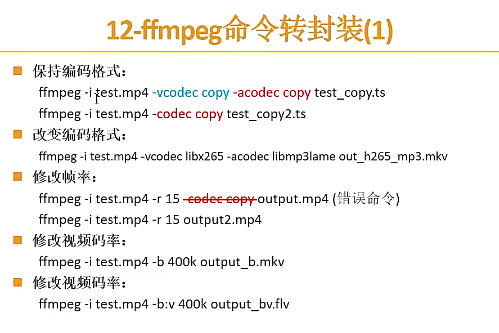 12-ffmpeg命令转封装(1)
保持编码格式：
ffmpeg -i test.mp4 -vcodec copy -acodec copy test_copy.ts
ffmpeg -i test.mp4 -codec copy test_copy2.ts
改变编码格式：
ffmpeg -i test.mp4 -vcodec libx265 -acodec libmp3lame out_h265_mp3.mkv
修改帧率：
ffmpeg -i test.mp4 -r 15 -codec copy output.mp4 (错误命令)
ffmpeg -i test.mp4 -r 15 output2.mp4
修改视频码率：
ffmpeg -i test.mp4 -b 400k output_b.mkv
修改视频码率：
ffmpeg -i test.mp4 -b:v 400k output_bv.flv